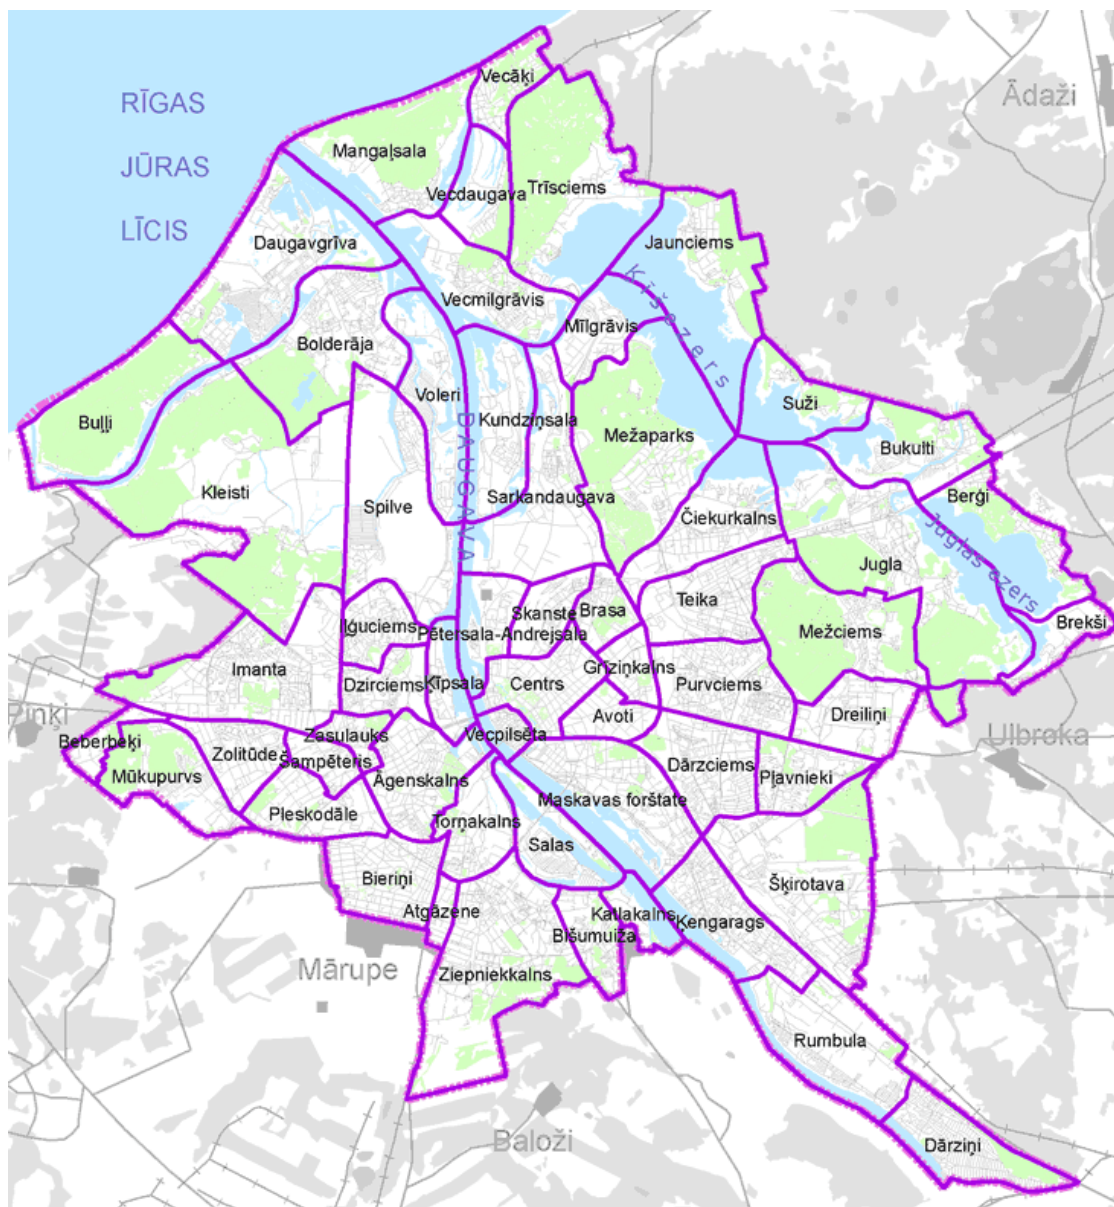 Vecāķi
Ādaži
RĪGAS
Mangaļsala
JŪRAS
Vecdaugava
Trīsciems
LĪCIS
Daugavgrīva
Jaunciems
Ķīšezers
Vecmilgrāvis
Mīlgrāvis
Bolderāja
Voleri
DAUGAVA
Kundziņsala
Suži
Buļļi
Mežaparks
Bukulti
Kleisti
Spilve
Sarkandaugava
Čiekurkalns
Berģi
Juglas ezers
Jugla
Skanste
Brasa
Teika
Iļģuciems
Pētersala-Andrejsala
Mežciems
Brekši
Imanta
Dzirciems
Ķīpsala
Centrs
Grīziņkalns
Purvciems
Piņķi
Avoti
Dreiliņi
Ulbroka
Beberbeķi
Zasulauks
Vecpilsēta
Zolitūde
Šampēteris
Mūkupurvs
Āgenskalns
Dārzciems
Pļavnieki
Maskavas forštate
Pleskodāle
Torņakalns
Salas
Bieriņi
Šķirotava
Atgāzene
Katlakalns
Ķengarags
Bišumuiža
Mārupe
Ziepniekkalns
Rumbula
Baloži
Dārziņi